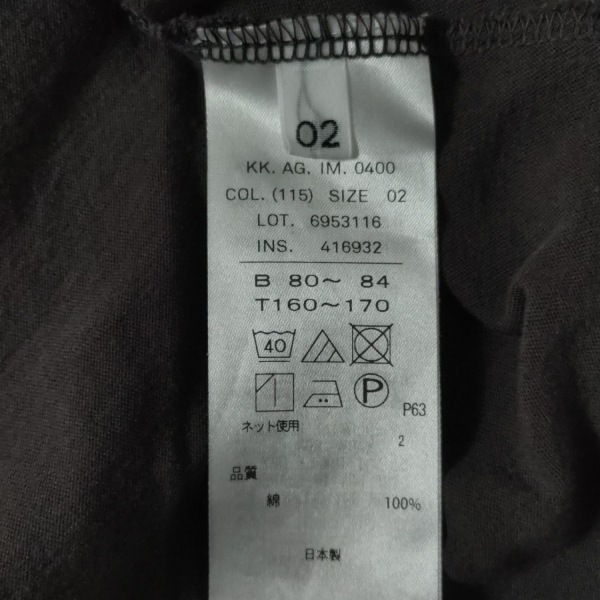 02
KK. AG. IM. 0400
COL. (115) SIZE 02
LOT. 6953116
INS. 416932
B 80～ 84
T160～170
40
P
P63
ネット使用
2
品質
綿 100%
日本製